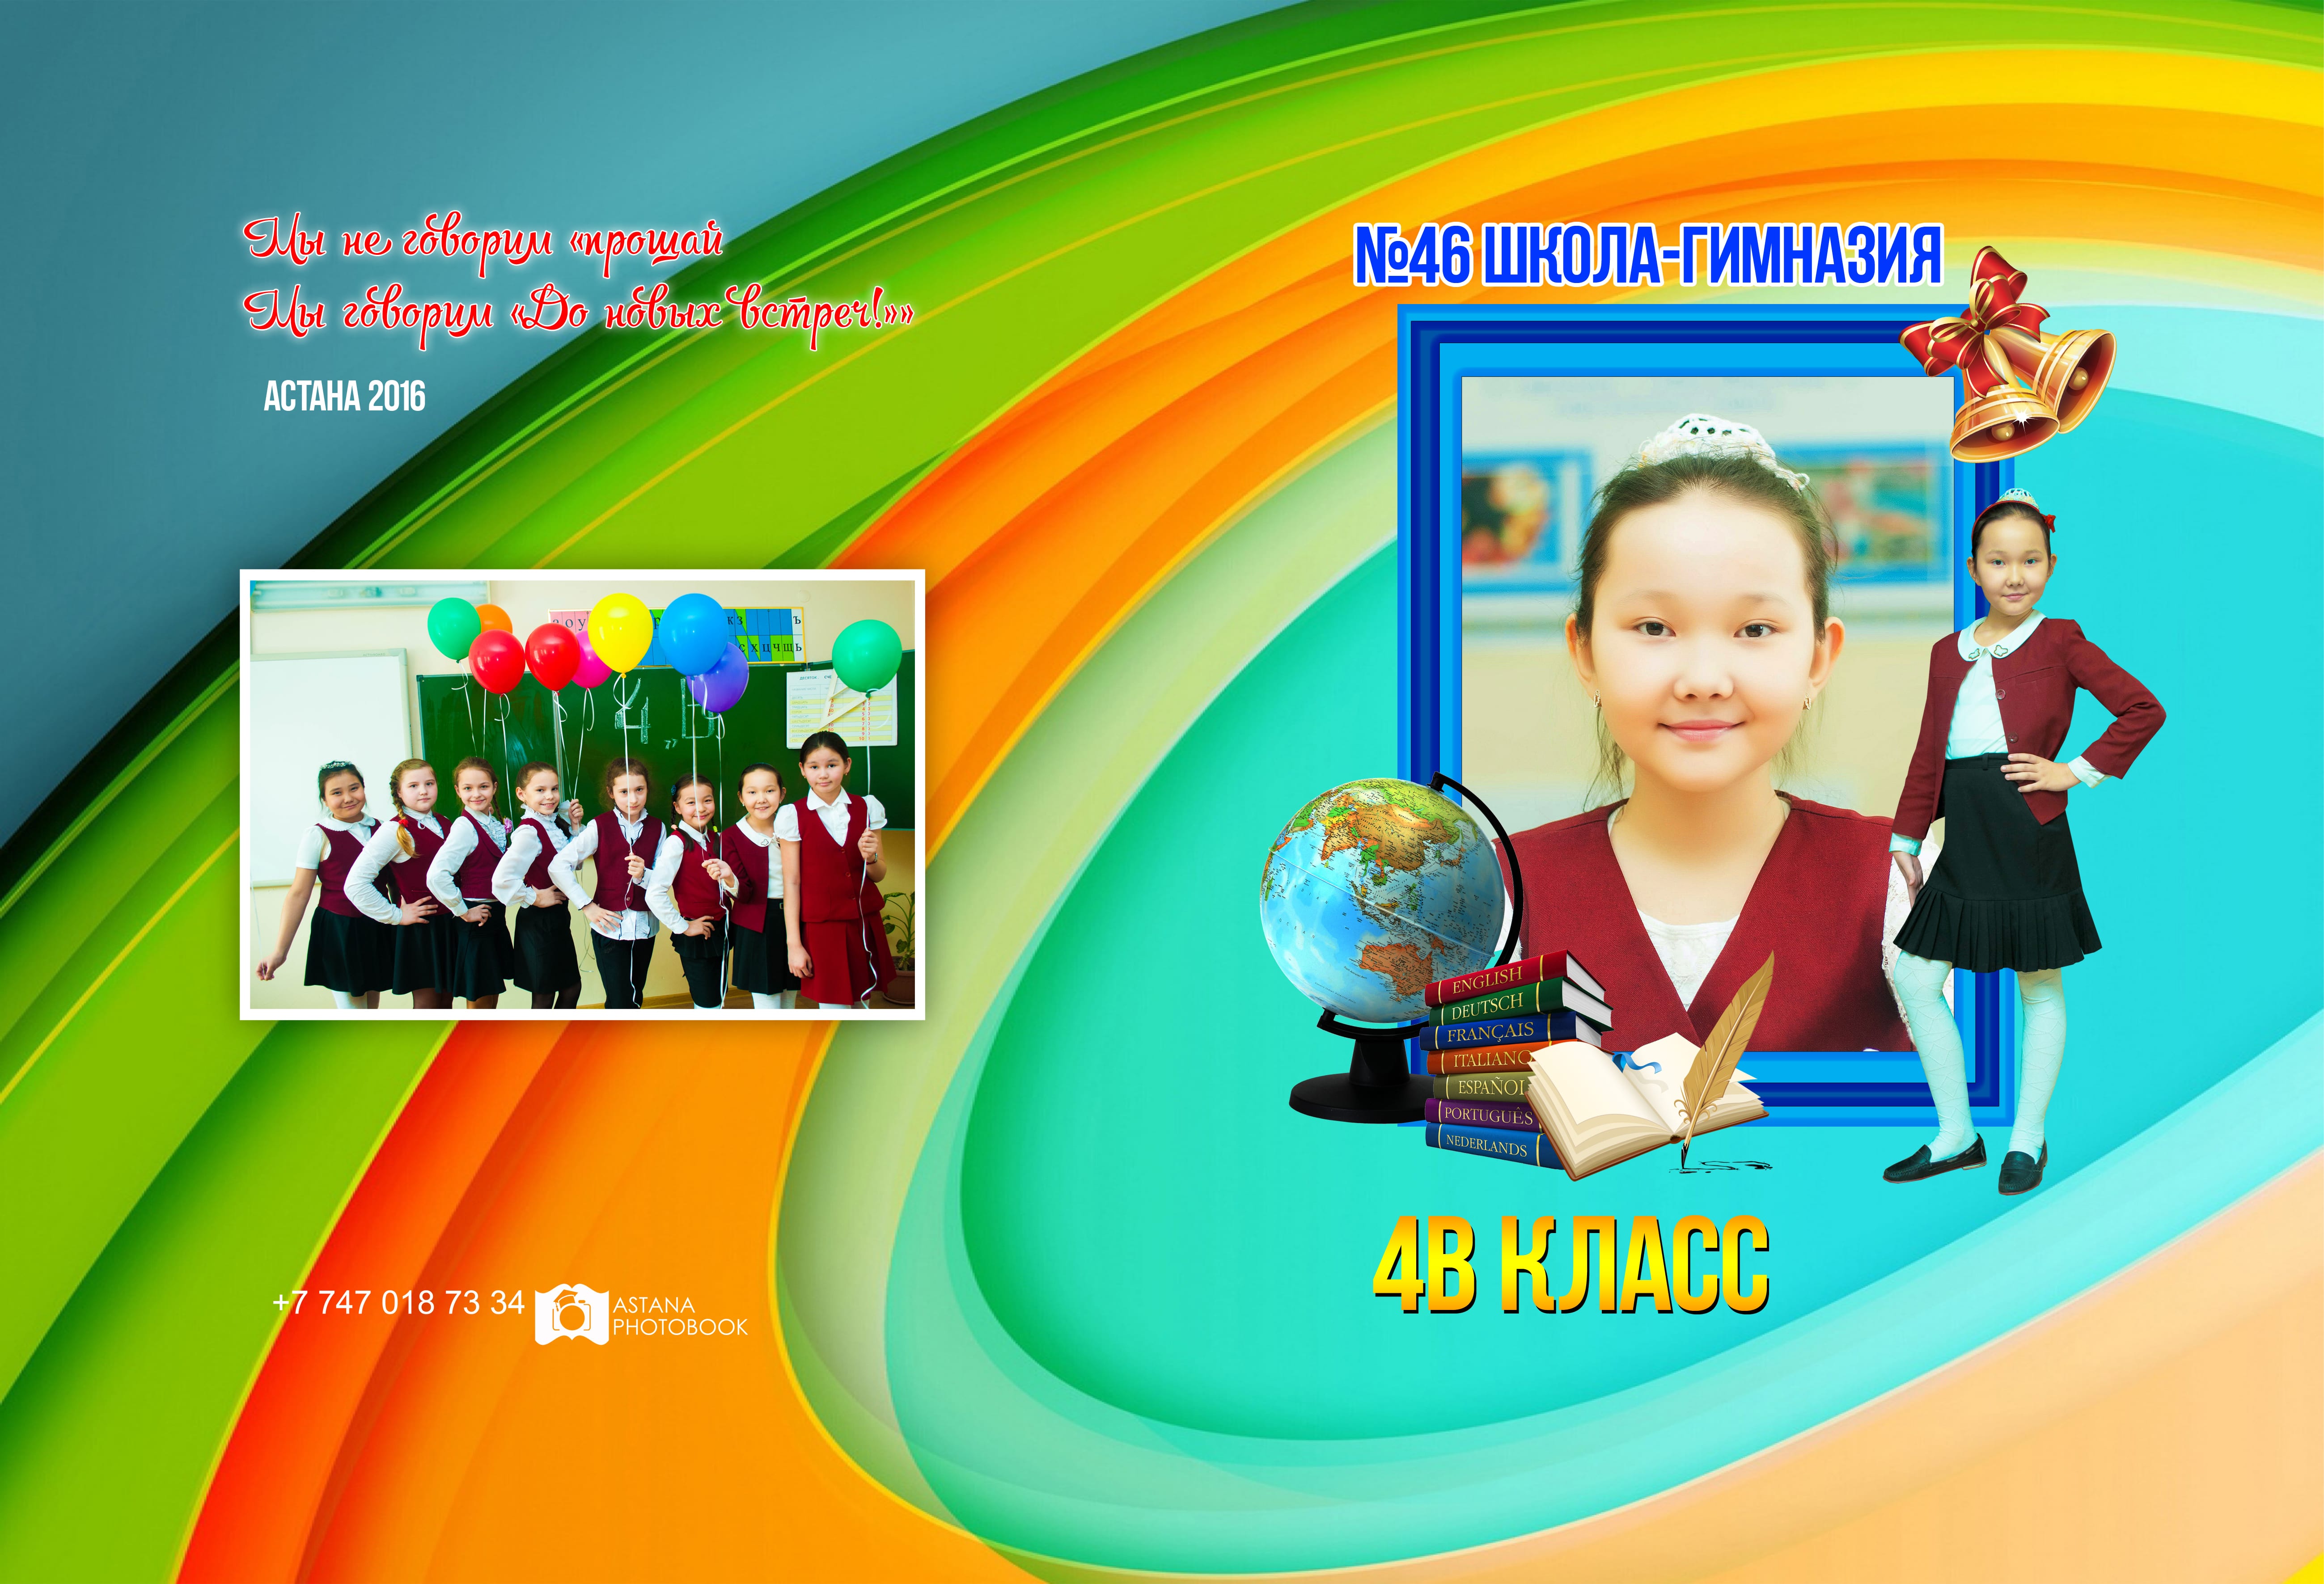 Мы не говорим «прощай
Мы говорим «До новых встреч!»»
АСТАНА 2016
4 В
+7 747 018 73 34
ASTANA
PHOTOBOOK
№46 ШКОЛА-ГИМНАЗИЯ
ENGLISH
DEUTSCH
FRANÇAIS
ITALIANO
ESPAÑOL
PORTUGUÊS
NEDERLANDS
4В КЛАСС